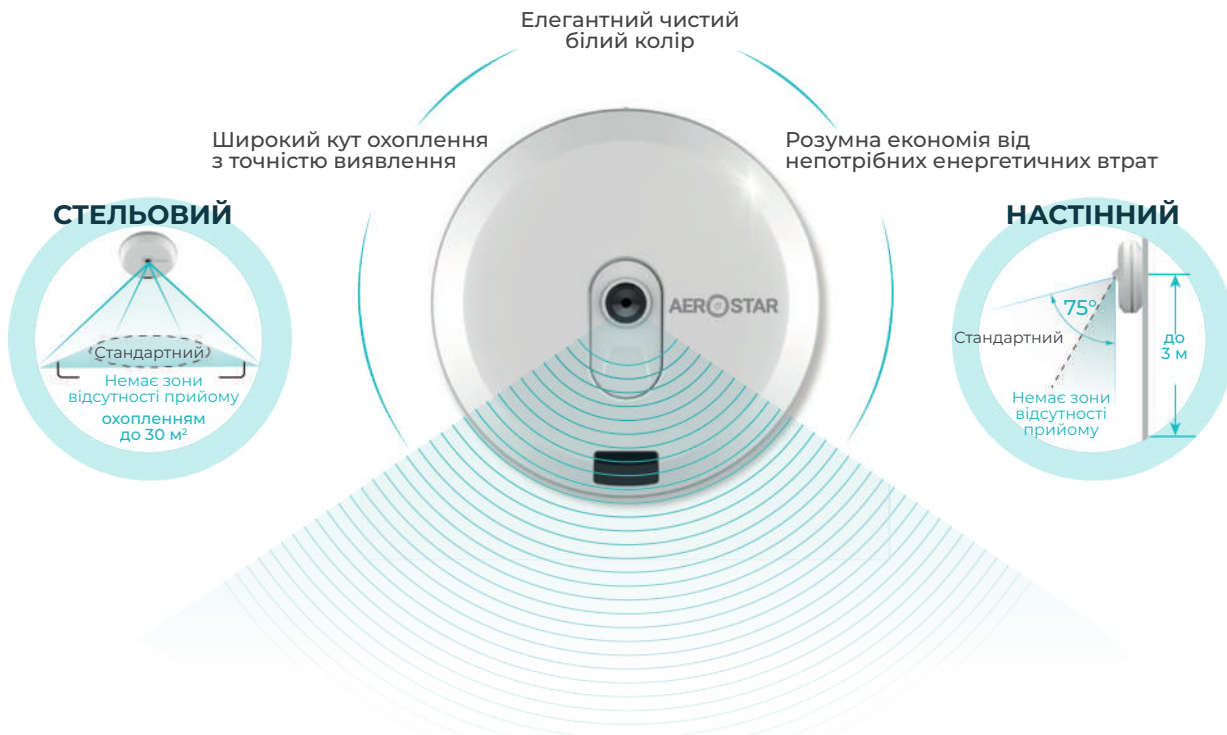 Елегантний чистий
білий колір
Широкий кут охоплення
з точністю виявлення
Розумна економія від
непотрібних енергетичних втрат
СТЕЛЬОВИЙ
Стандартний
Немає зони
відсутності прийому
охопленням
до 30 м²
AEROSTAR
НАСТІННИЙ
75°
Стандартний
до
3 м
Немає зони
відсутності
прийому